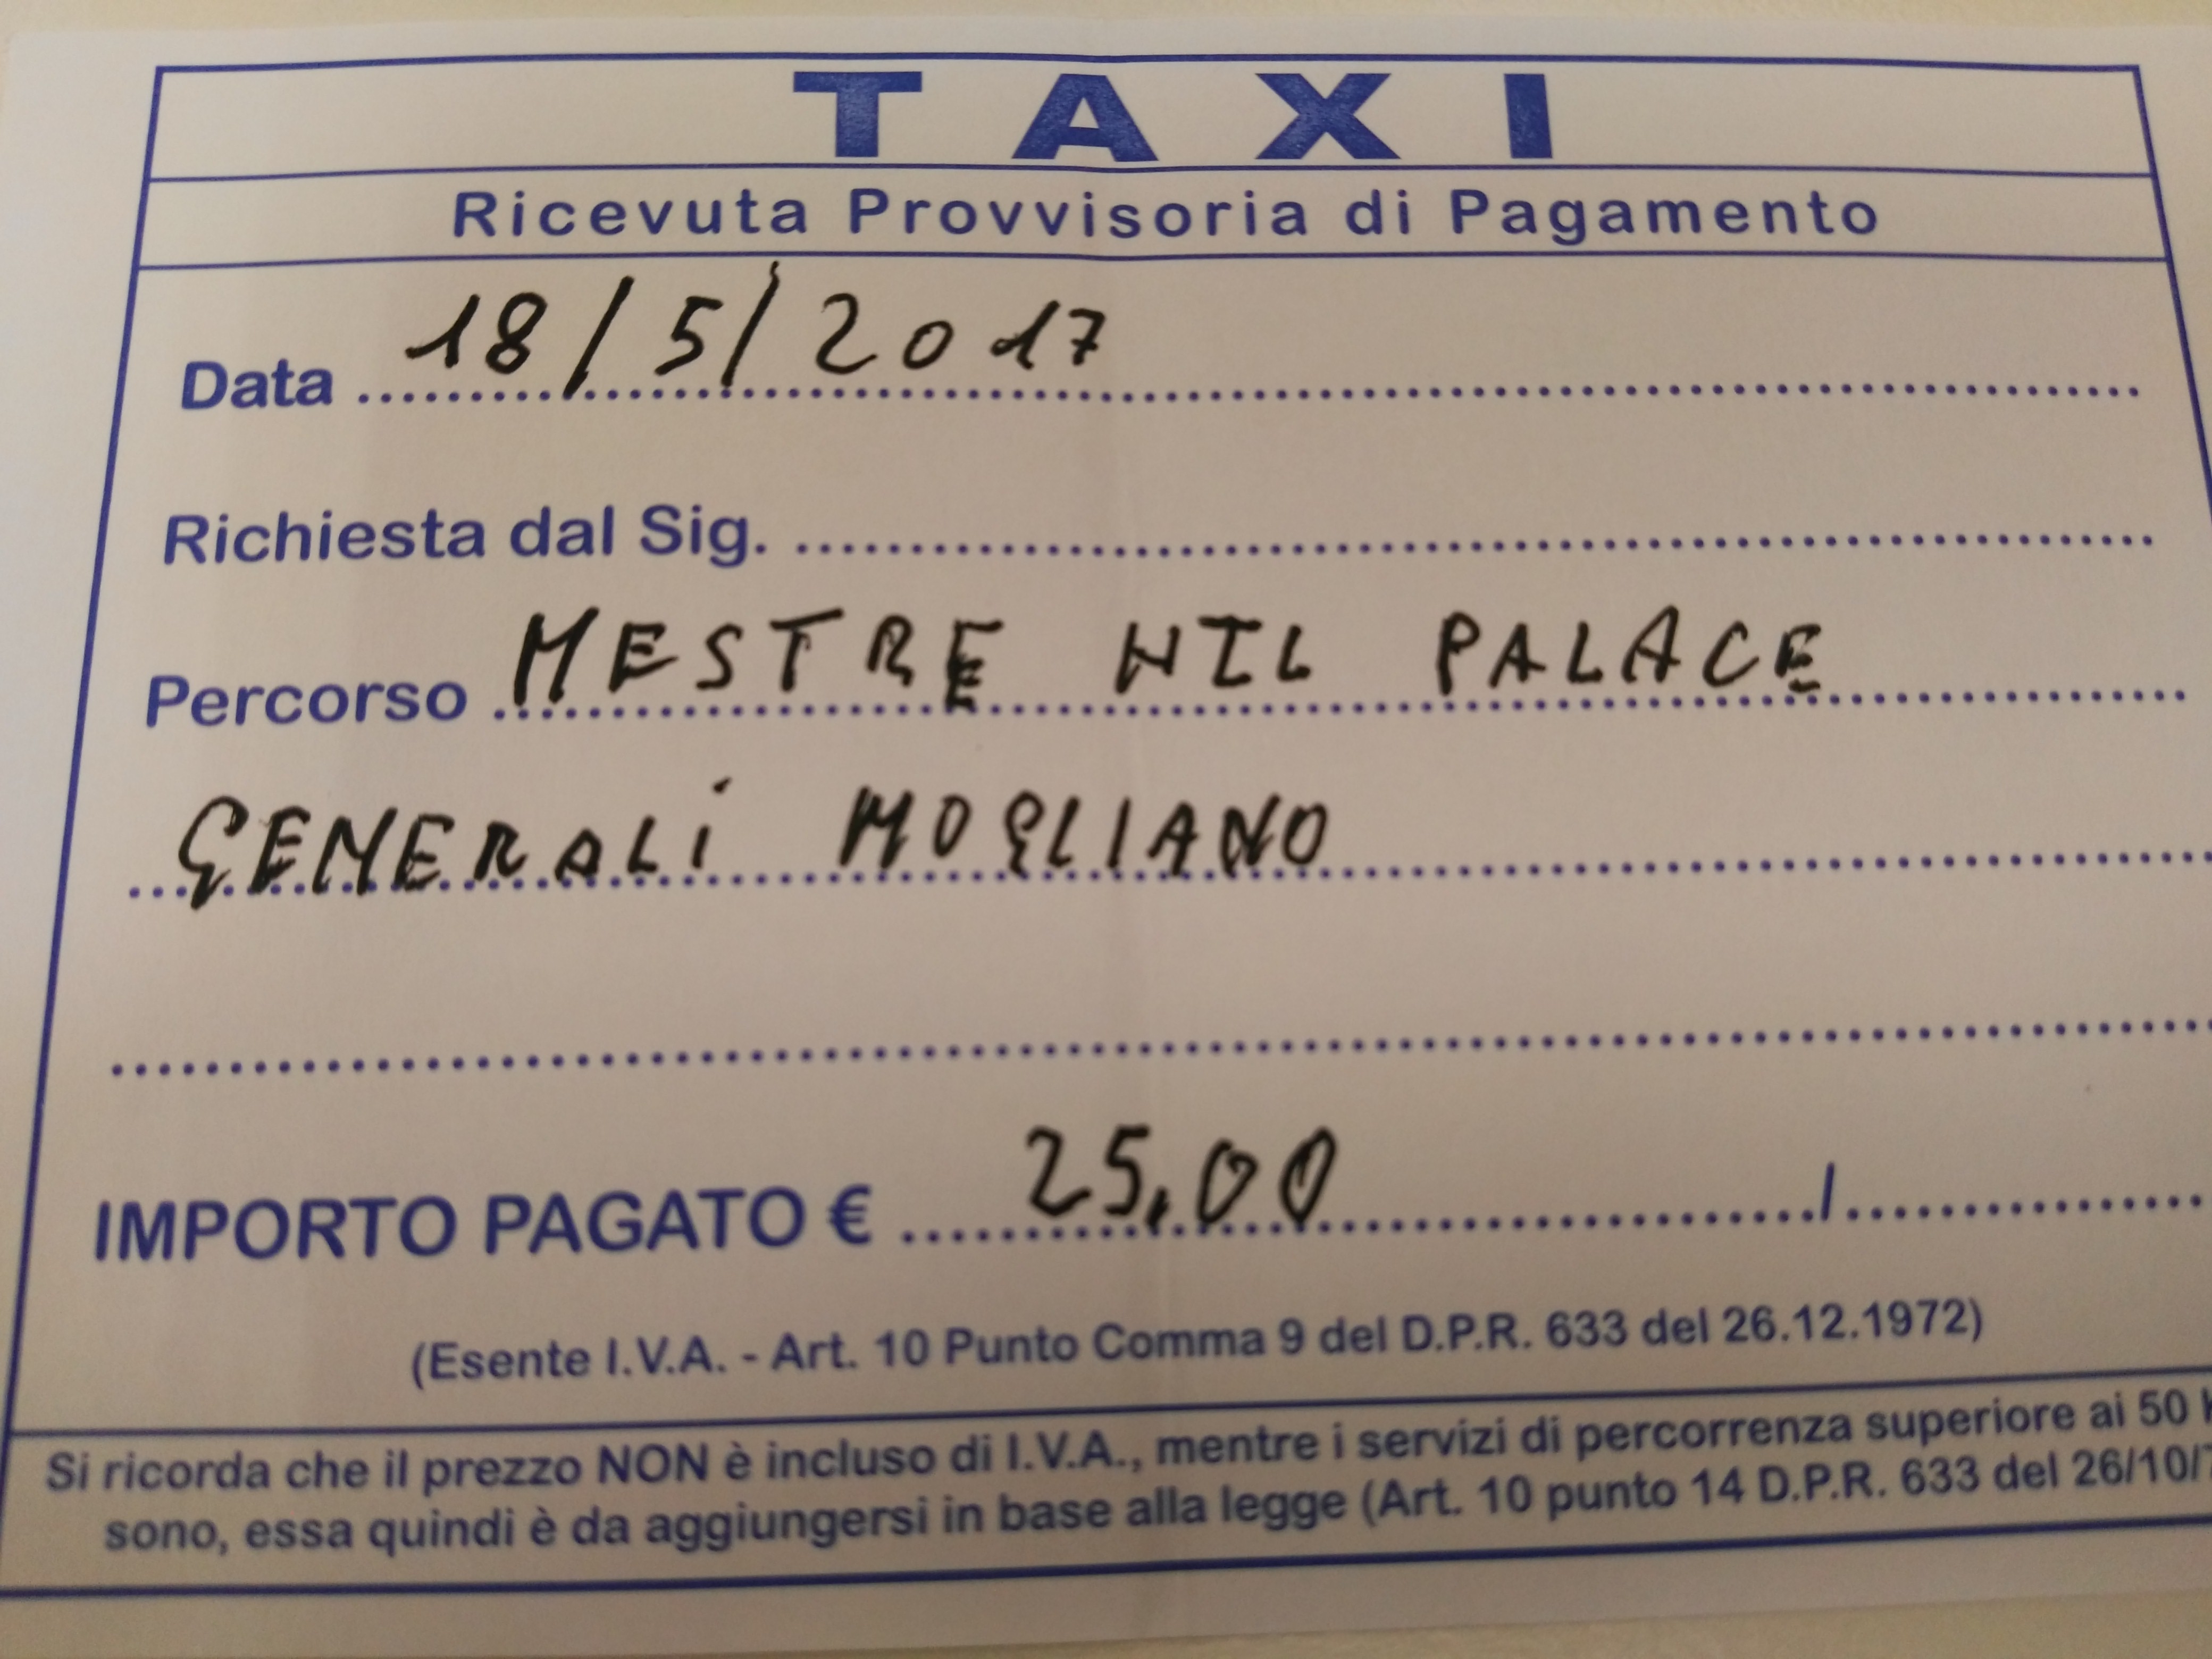 TAXI
Ricevuta Provvisoria di Pagamento
Data 18/5/2017
Richiesta dal Sig.
Percorso MESTRE HTL PALACE
GENERALI MOGLIANO
IMPORTO PAGATO € 25,00 /
(Esente I.V.A. - Art. 10 Punto Comma 9 del D.P.R. 633 del 26.12.1972)
Si ricorda che il prezzo NON è incluso di I.V.A., mentre i servizi di percorrenza superiore ai 50
sono, essa quindi è da aggiungersi in base alla legge (Art. 10 punto 14 D.P.R. 633 del 26/10/